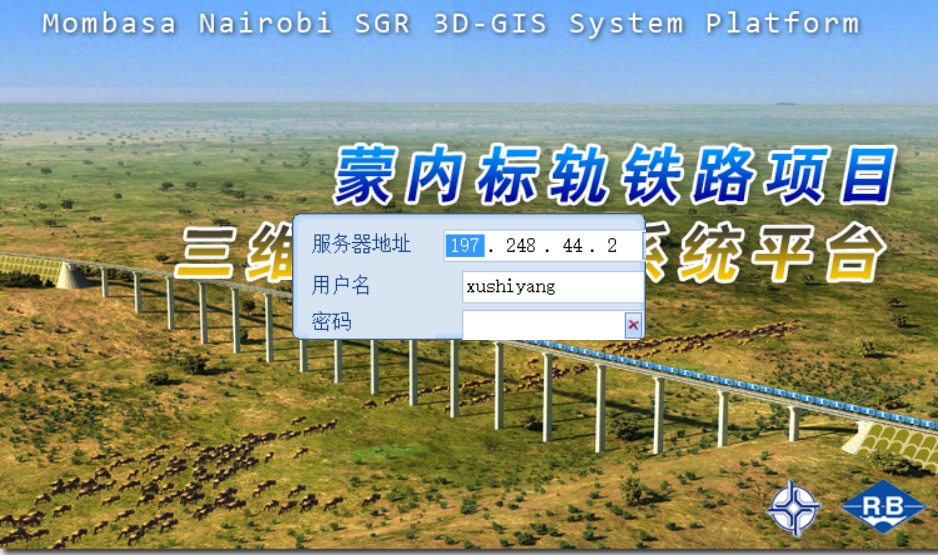 Mombasa Nairobi SGR 3D-GIS System Platform
蒙内标轨铁路项目
三维 系统平台
服务器地址 197 . 248 . 44 . 2
用户名 xushiyang
密码
R·B